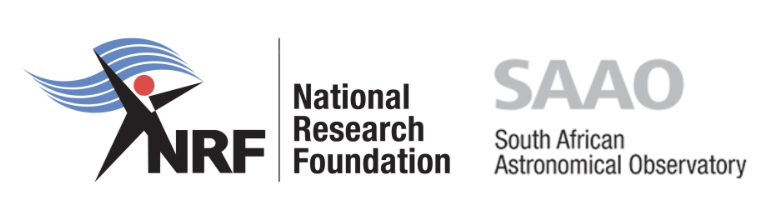 NRF
National
Research
Foundation
SAAO
South African
Astronomical Observatory